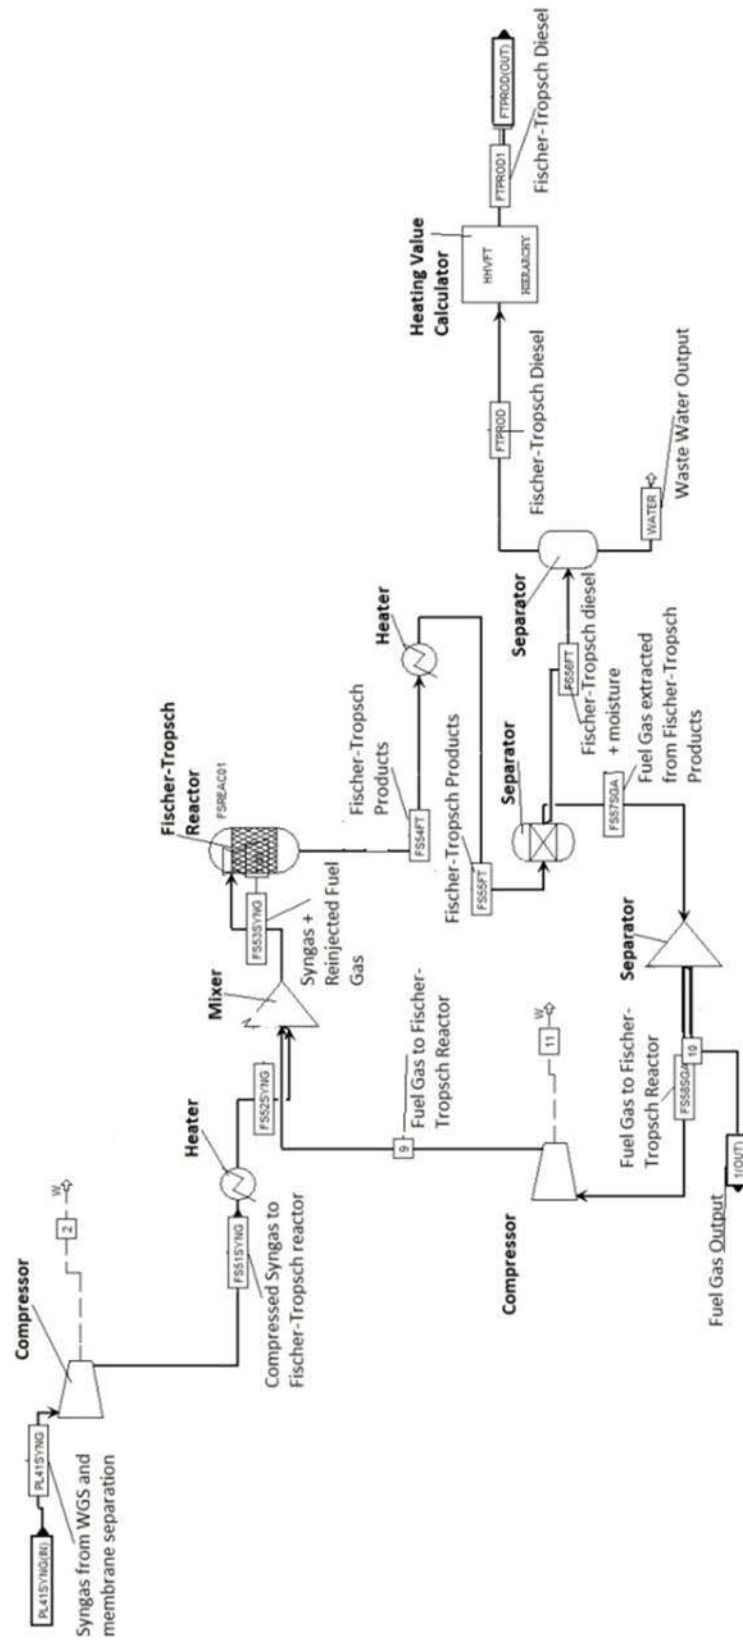 PL41SYNG(IN)
PL41SYNG
Syngas from WGS and
membrane separation
Compressor
2
W
FS51SYNG
Compressed Syngas to
Fischer-Tropsch reactor
Heater
FS52SYNG
Mixer
FS53SYNG
Syngas +
Reinjected Fuel
Gas
Fischer-Tropsch
Reactor
FSREAC01
Fischer-Tropsch
Products
FS54FT
Heater
Fischer-Tropsch Products
FS55FT
Separator
FS56FT
Fischer-Tropsch diesel
+ moisture
FS57SGA
Fuel Gas extracted
from Fischer-Tropsch
Products
Separator
WATER
Waste Water Output
FTPROD
Fischer-Tropsch Diesel
Heating Value
Calculator
HHVFT
HIERARCHY
FTPROD1
FTPROD(OUT)
Fischer-Tropsch Diesel
Separator
10
FS58SGA
Fuel Gas to Fischer-
Tropsch Reactor
1(OUT)
Fuel Gas Output
Compressor
11
W
9
Fuel Gas to Fischer-
Tropsch Reactor